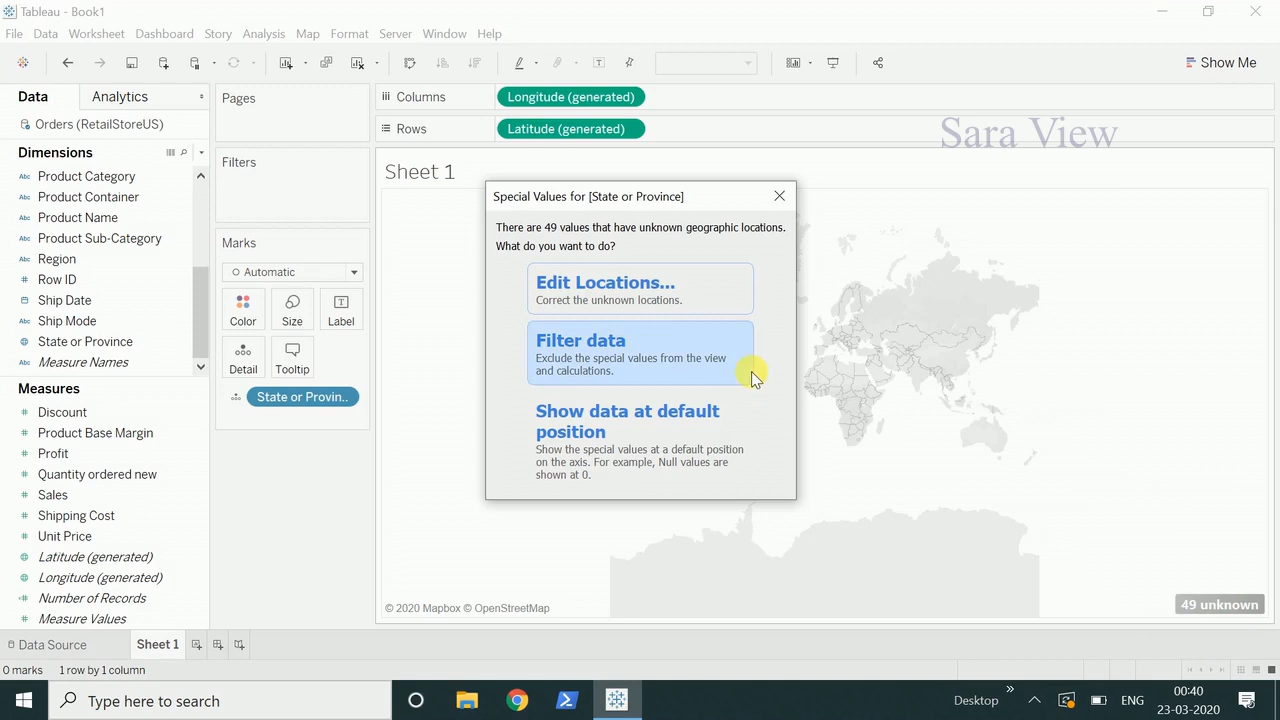 Tableau - Book1
File Data Worksheet Dashboard Story Analysis Map Format Server Window Help
Show Me
Data Analytics
Orders (RetailStoreUS)
Dimensions
Abc Product Category
Abc Product Container
Abc Product Name
Abc Product Sub-Category
Abc Region
# Row ID
Ship Date
Abc Ship Mode
State or Province
Abc Measure Names
Measures
# Discount
# Product Base Margin
# Profit
# Quantity ordered new
# Sales
# Shipping Cost
# Unit Price
Latitude (generated)
Longitude (generated)
Number of Records
# Measure Values
Pages
Filters
Marks
Automatic
Color Size Label
Detail Tooltip
State or Provin..
Columns Longitude (generated)
Rows Latitude (generated)
Sara View
Sheet 1
Special Values for [State or Province]
There are 49 values that have unknown geographic locations.
What do you want to do?
Edit Locations...
Correct the unknown locations.
Filter data
Exclude the special values from the view
and calculations.
Show data at default
position
Show the special values at a default position
on the axis. For example, Null values are
shown at 0.
© 2020 Mapbox © OpenStreetMap
49 unknown
Data Source Sheet 1
0 marks 1 row by 1 column
Type here to search
Desktop
ENG
00:40
23-03-2020